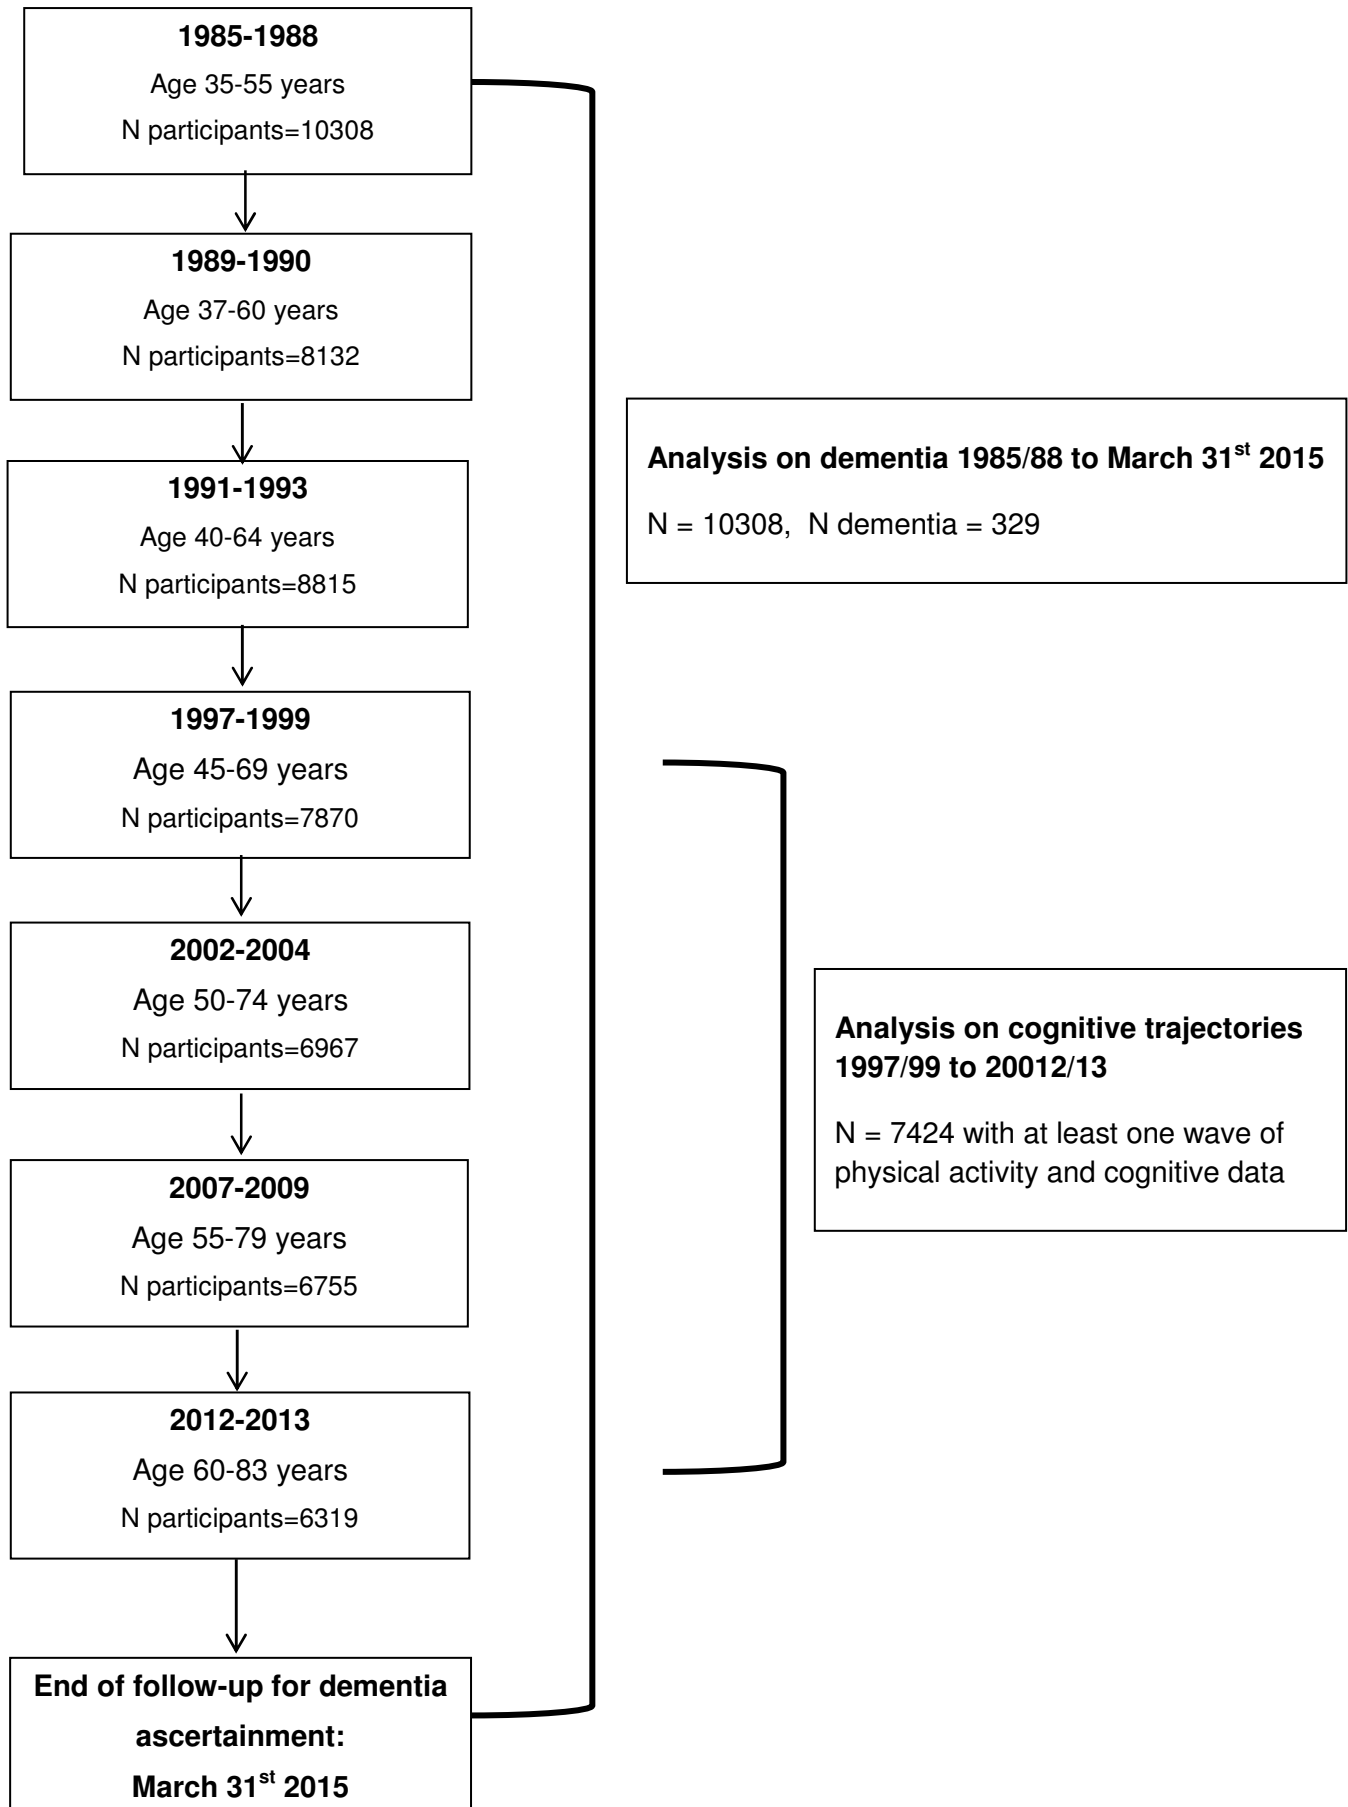 1985-1988
Age 35-55 years
N participants=10308
1989-1990
Age 37-60 years
N participants=8132
1991-1993
Age 40-64 years
N participants=8815
1997-1999
Age 45-69 years
N participants=7870
2002-2004
Age 50-74 years
N participants=6967
2007-2009
Age 55-79 years
N participants=6755
2012-2013
Age 60-83 years
N participants=6319
End of follow-up for dementia
ascertainment:
March 31st 2015
Analysis on dementia 1985/88 to March 31st 2015
N = 10308,  N dementia = 329
Analysis on cognitive trajectories
1997/99 to 20012/13
N = 7424 with at least one wave of
physical activity and cognitive data